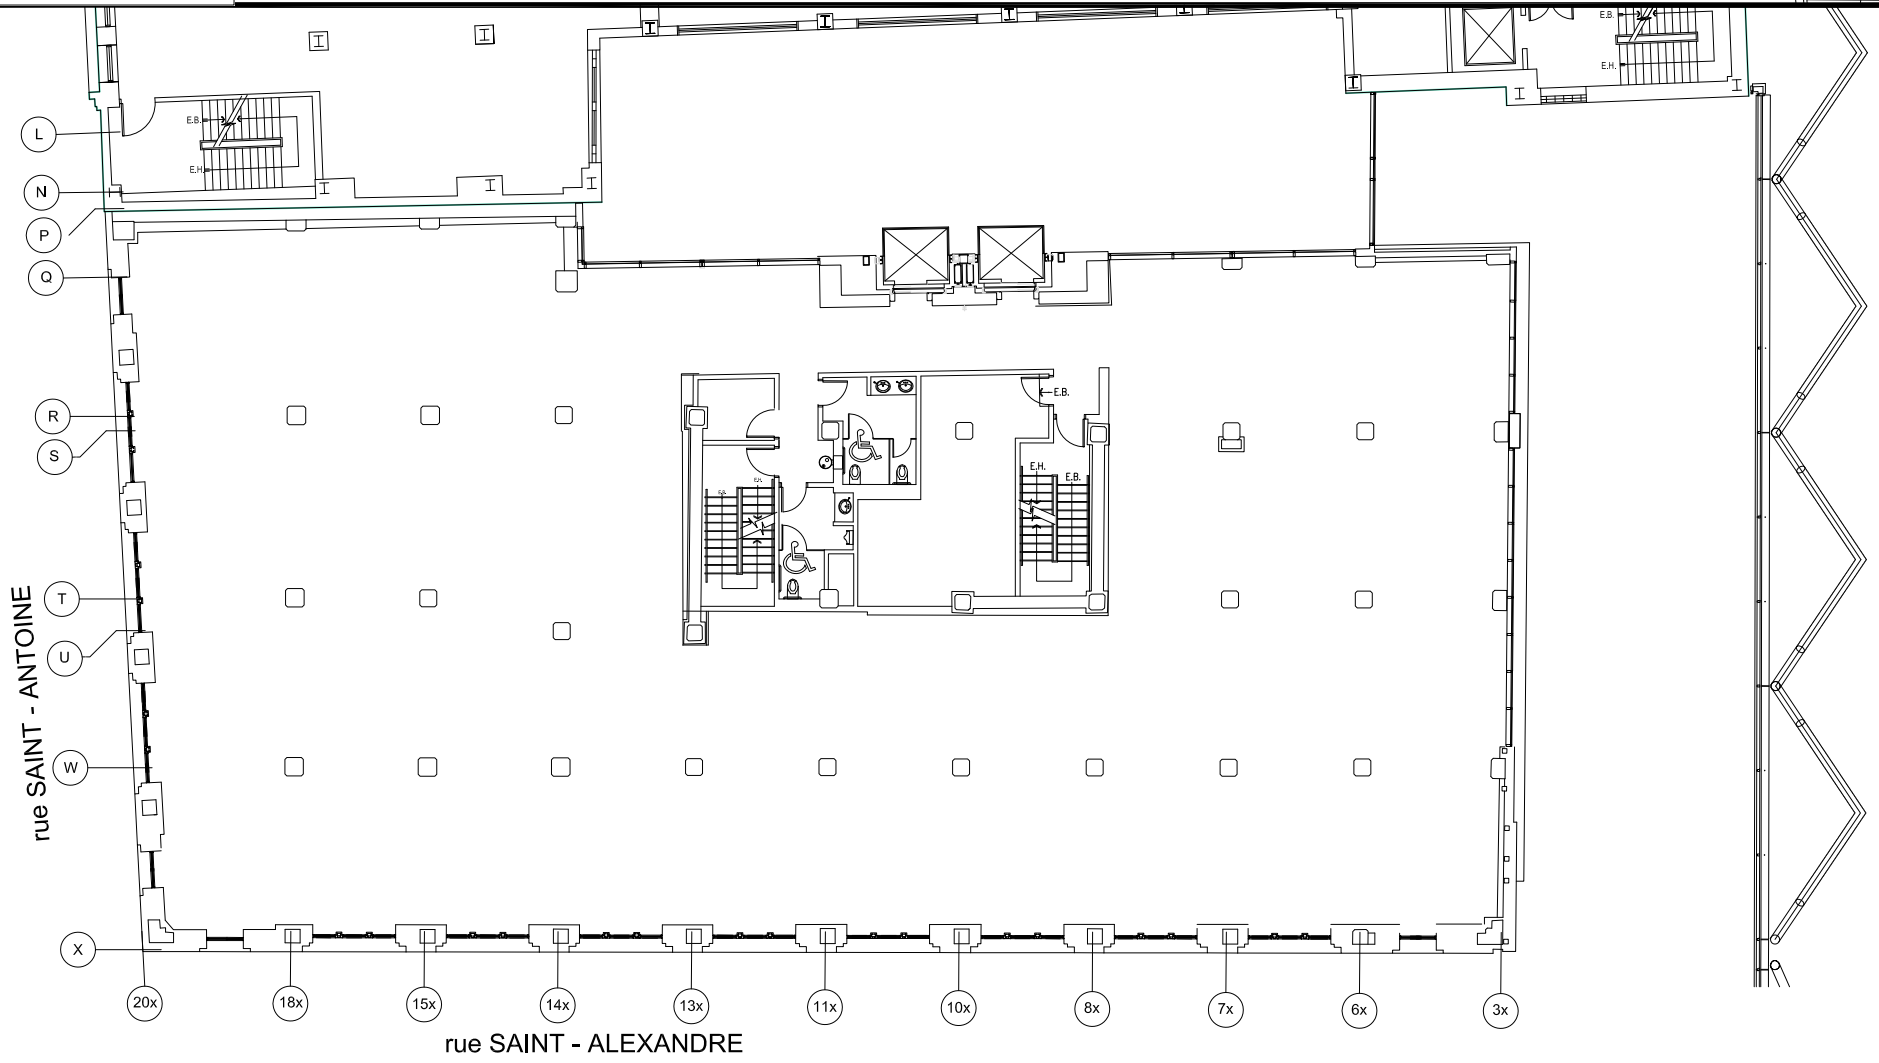 E.B.
E.H.
E.B.
E.H.
L
N
P
Q
R
S
T
U
W
X
E.B.
E.H.
E.B.
E.H.
E.B.
rue SAINT - ANTOINE
20x
18x
15x
14x
13x
11x
10x
8x
7x
6x
3x
rue SAINT - ALEXANDRE